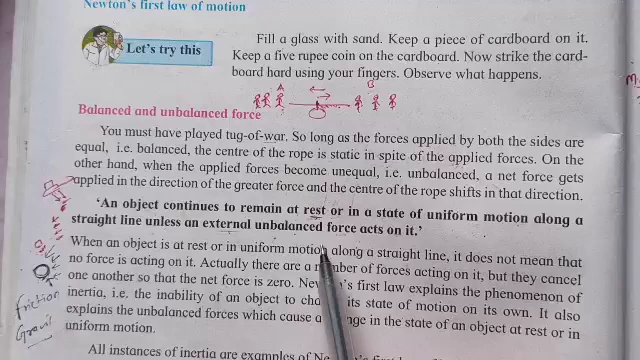 Newton's first law of motion
Let's try this
Fill a glass with sand. Keep a piece of cardboard on it.
Keep a five rupee coin on the cardboard. Now strike the card-
board hard using your fingers. Observe what happens.
A
B
Balanced and unbalanced force
You must have played tug-of-war. So long as the forces applied by both the sides are
equal, i.e. balanced, the centre of the rope is static in spite of the applied forces. On the
other hand, when the applied forces become unequal, i.e. unbalanced, a net force gets
applied in the direction of the greater force and the centre of the rope shifts in that direction.
'An object continues to remain at rest or in a state of uniform motion along a
straight line unless an external unbalanced force acts on it.'
When an object is at rest or in uniform motion along a straight line, it does not mean that
no force is acting on it. Actually there are a number of forces acting on it, but they cancel
one another so that the net force is zero. Newton's first law explains the phenomenon of
inertia, i.e. the inability of an object to change its state of motion on its own. It also
explains the unbalanced forces which cause a change in the state of an object at rest or in
uniform motion.
friction
All instances of inertia are examples of first law